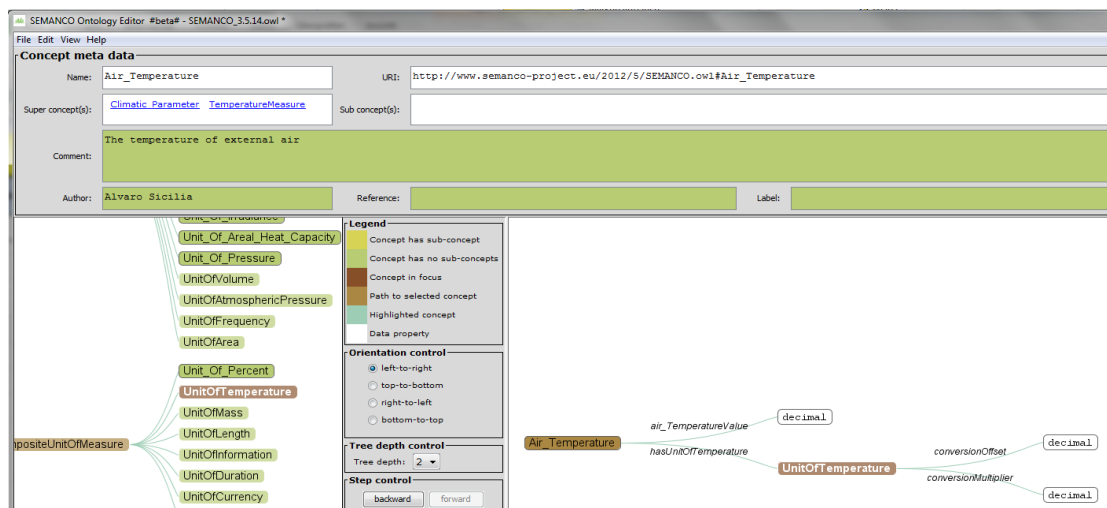 SEMANCO Ontology Editor #beta# - SEMANCO_3.5.14.owl *
File Edit View Help
Concept meta data
Name: Air_Temperature URI: http://www.semanco-project.eu/2012/5/SEMANCO.owl#Air_Temperature
Super concept(s): Climatic_Parameter TemperatureMeasure Sub concept(s):
Comment: The temperature of external air
Author: Alvaro Sicilia Reference: Label:
Unit_Of_Irradiance
Unit_Of_Areal_Heat_Capacity
Unit_Of_Pressure
UnitOfVolume
UnitOfAtmosphericPressure
UnitOfFrequency
UnitOfArea
Unit_Of_Percent
UnitOfTemperature
UnitOfMass
mpositeUnitOfMeasure
UnitOfLength
UnitOfInformation
UnitOfDuration
UnitOfCurrency
Legend
Concept has sub-concept
Concept has no sub-concepts
Concept in focus
Path to selected concept
Highlighted concept
Data property
Orientation control
left-to-right
top-to-bottom
right-to-left
bottom-to-top
Tree depth control
Tree depth: 2
Step control
backward forward
Air_Temperature
air_TemperatureValue
decimal
hasUnitOfTemperature
UnitOfTemperature
conversionOffset
decimal
conversionMultiplier
decimal